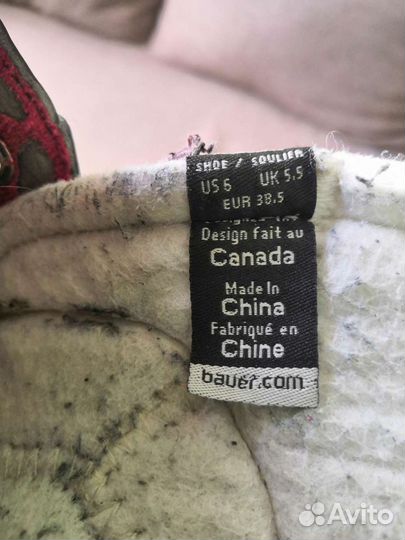 SHOE / SOULIER
US 6 UK 5.5
EUR 38.5
Design fait au
Canada
Made In
China
Fabriqué en
Chine
bauer.com
Avito